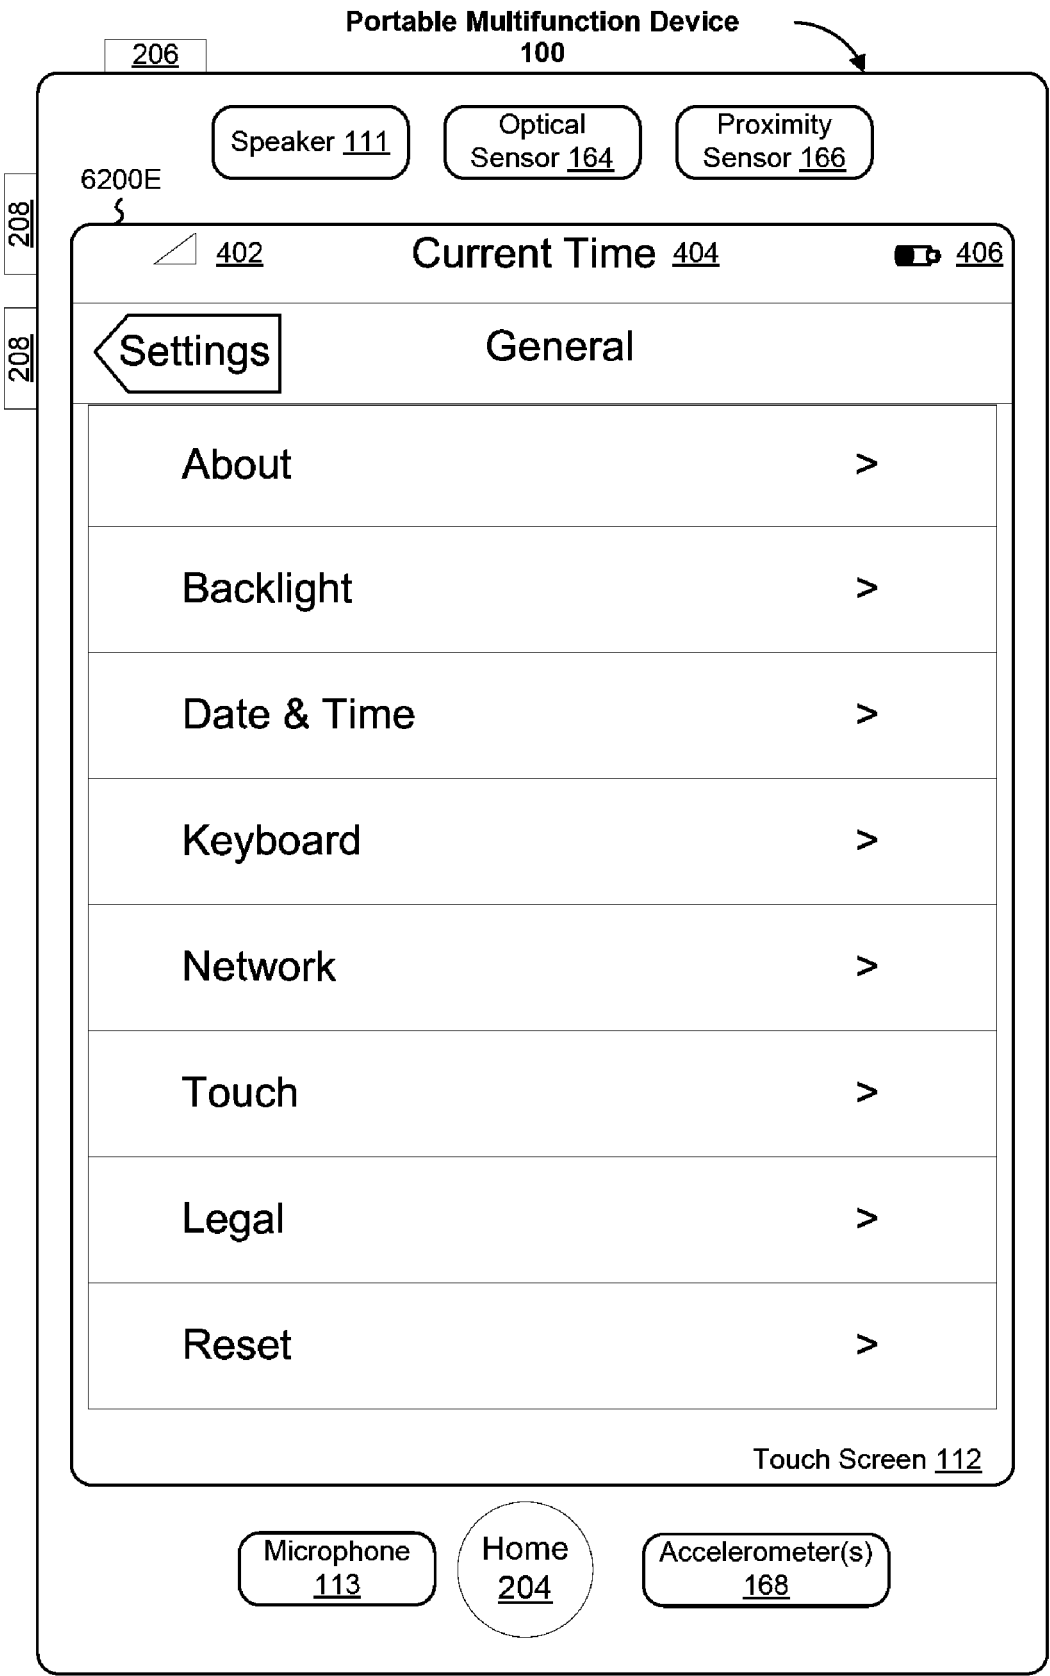 Portable Multifunction Device
100
206
Speaker 111
Optical
Sensor 164
Proximity
Sensor 166
6200E
208
208
402
Current Time 404
406
Settings
General
About >
Backlight >
Date & Time >
Keyboard >
Network >
Touch >
Legal >
Reset >
Touch Screen 112
Microphone
113
Home
204
Accelerometer(s)
168